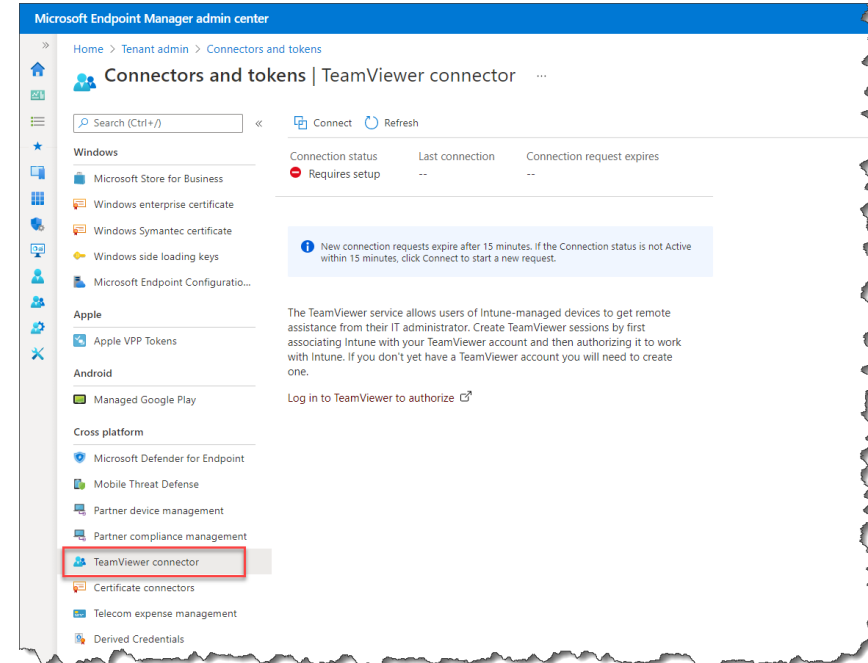 Microsoft Endpoint Manager admin center
Home > Tenant admin > Connectors and tokens
Connectors and tokens | TeamViewer connector ...
Search (Ctrl+/)
«
Connect
Refresh
Windows
Microsoft Store for Business
Windows enterprise certificate
Windows Symantec certificate
Windows side loading keys
Microsoft Endpoint Configuratio...
Apple
Apple VPP Tokens
Android
Managed Google Play
Cross platform
Microsoft Defender for Endpoint
Mobile Threat Defense
Partner device management
Partner compliance management
TeamViewer connector
Certificate connectors
Telecom expense management
Derived Credentials
Connection status Last connection Connection request expires
Requires setup -- --
New connection requests expire after 15 minutes. If the Connection status is not Active
within 15 minutes, click Connect to start a new request.
The TeamViewer service allows users of Intune-managed devices to get remote
assistance from their IT administrator. Create TeamViewer sessions by first
associating Intune with your TeamViewer account and then authorizing it to work
with Intune. If you don't yet have a TeamViewer account you will need to create
one.
Log in to TeamViewer to authorize